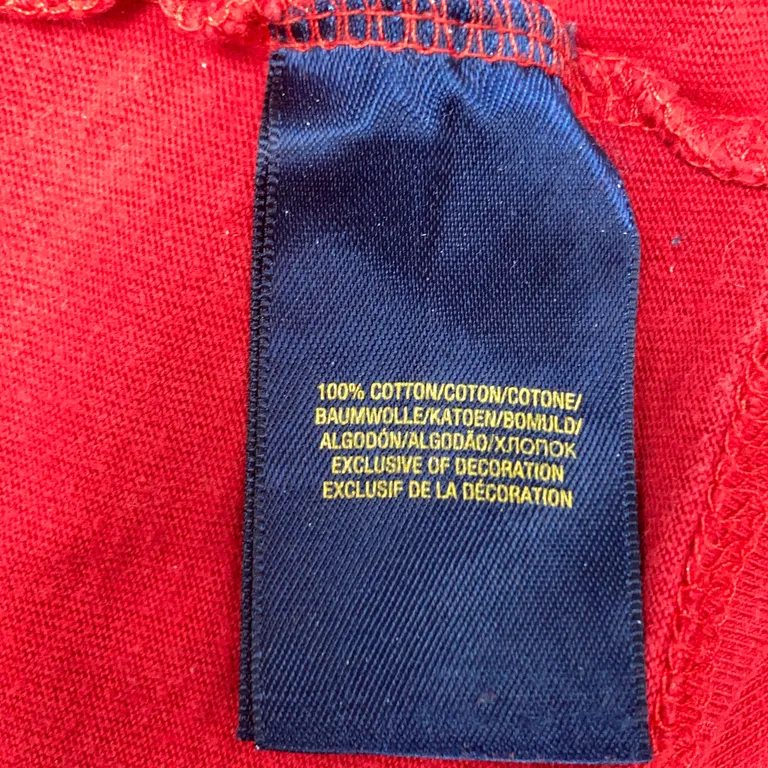 100% COTTON/COTON/COTONE/
BAUMWOLLE/KATOEN/BOMULD/
ALGODÓN/ALGODÃO/ХЛОПОК
EXCLUSIVE OF DECORATION
EXCLUSIF DE LA DÉCORATION